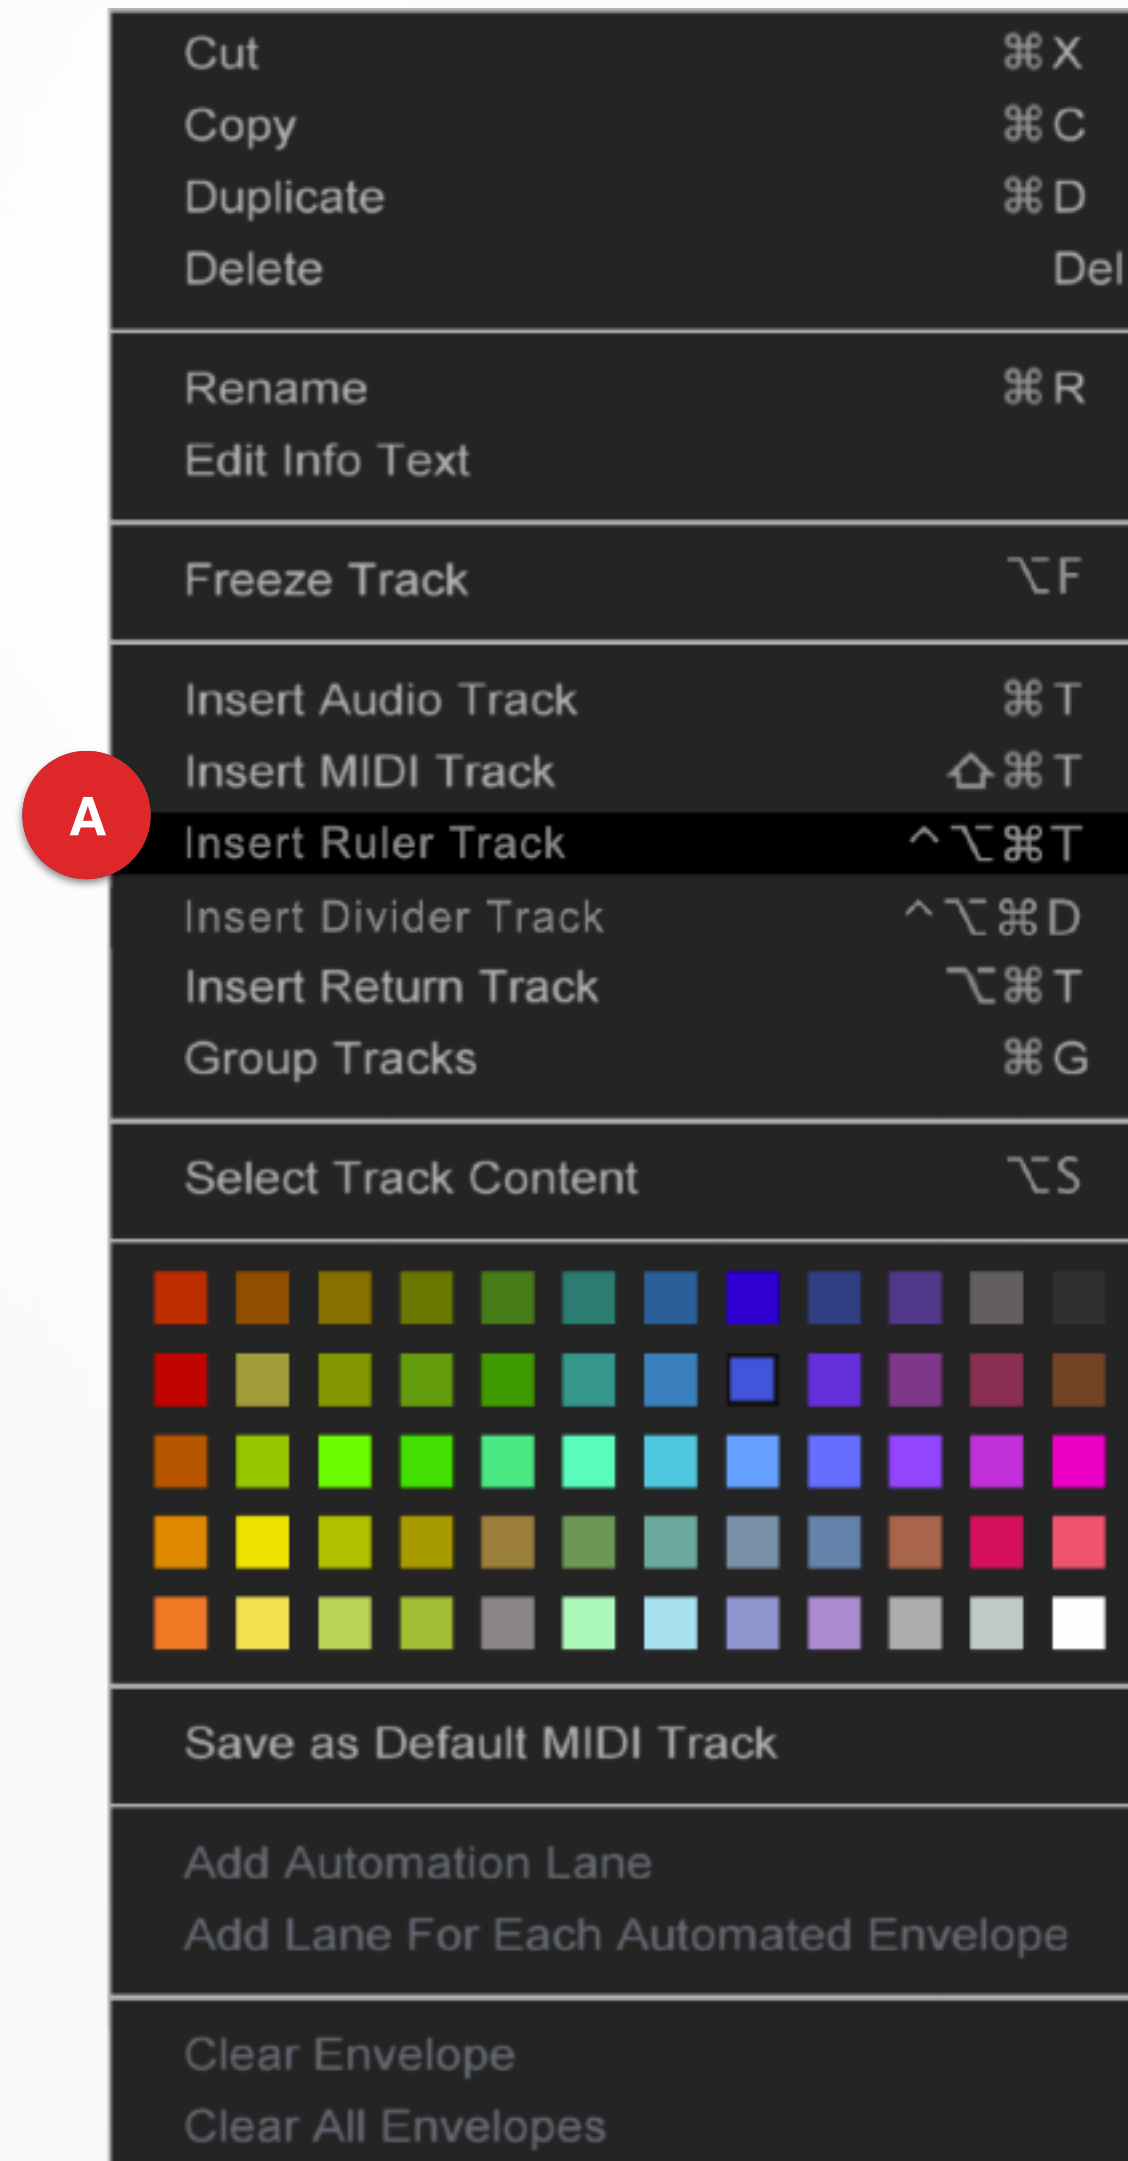 Cut ⌘X
Copy ⌘C
Duplicate ⌘D
Delete Del
Rename ⌘R
Edit Info Text
Freeze Track ⌥F
Insert Audio Track ⌘T
Insert MIDI Track ⇧⌘T
A
Insert Ruler Track ^⌥⌘T
Insert Divider Track ^⌥⌘D
Insert Return Track ⌥⌘T
Group Tracks ⌘G
Select Track Content ⌥S
Save as Default MIDI Track
Add Automation Lane
Add Lane For Each Automated Envelope
Clear Envelope
Clear All Envelopes